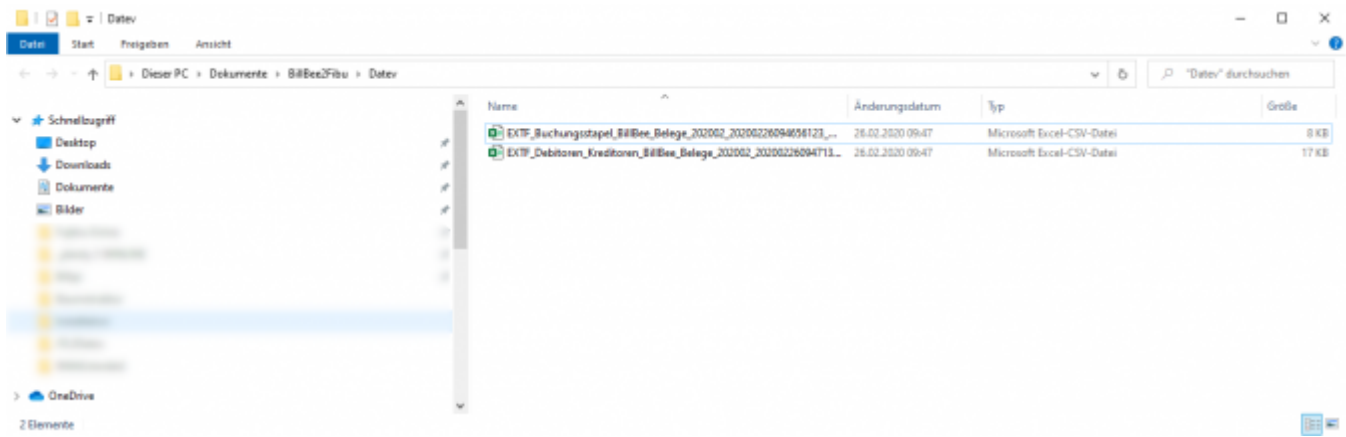 Datev
Datei Start Freigeben Ansicht
Dieser PC › Dokumente › BillBee2Fibu › Datev
"Datev" durchsuchen
Name Änderungsdatum Typ Größe
EXTF_Buchungsstapel_BillBee_Belege_202002_20200226094656123_... 26.02.2020 09:47 Microsoft Excel-CSV-Datei 8 KB
EXTF_Debitoren_Kreditoren_BillBee_Belege_202002_20200226094713... 26.02.2020 09:47 Microsoft Excel-CSV-Datei 17 KB
Schnellzugriff
Desktop
Downloads
Dokumente
Bilder
OneDrive
2 Elemente